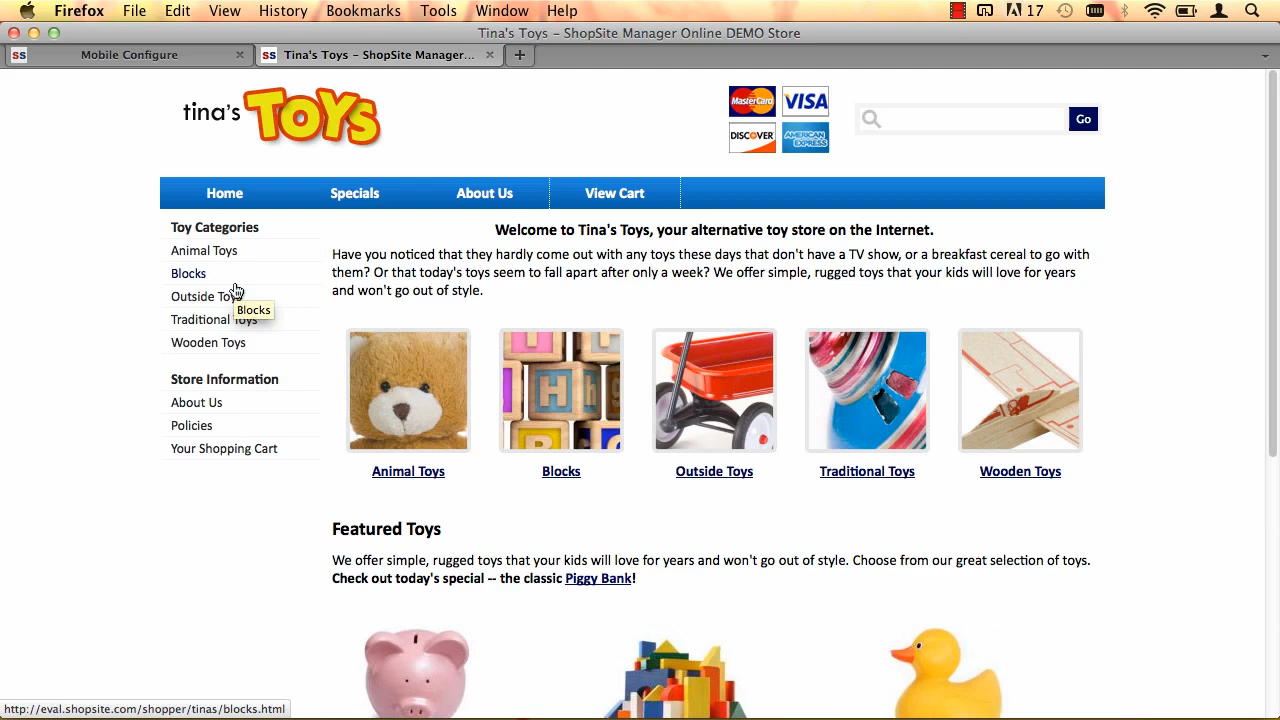 Firefox File Edit View History Bookmarks Tools Window Help 17
Tina's Toys – ShopSite Manager Online DEMO Store
ss Mobile Configure × ss Tina's Toys – ShopSite Manager... × +
tina's TOYS
MasterCard VISA
DISCOVER AMERICAN EXPRESS
Go
Home Specials About Us View Cart
Toy Categories
Animal Toys
Blocks
Outside Toys
Blocks
Traditional Toys
Wooden Toys
Store Information
About Us
Policies
Your Shopping Cart
Welcome to Tina's Toys, your alternative toy store on the Internet.
Have you noticed that they hardly come out with any toys these days that don't have a TV show, or a breakfast cereal to go with
them? Or that today's toys seem to fall apart after only a week? We offer simple, rugged toys that your kids will love for years
and won't go out of style.
H h
Animal Toys Blocks Outside Toys Traditional Toys Wooden Toys
Featured Toys
We offer simple, rugged toys that your kids will love for years and won't go out of style. Choose from our great selection of toys.
Check out today's special -- the classic Piggy Bank!
http://eval.shopsite.com/shopper/tinas/blocks.html